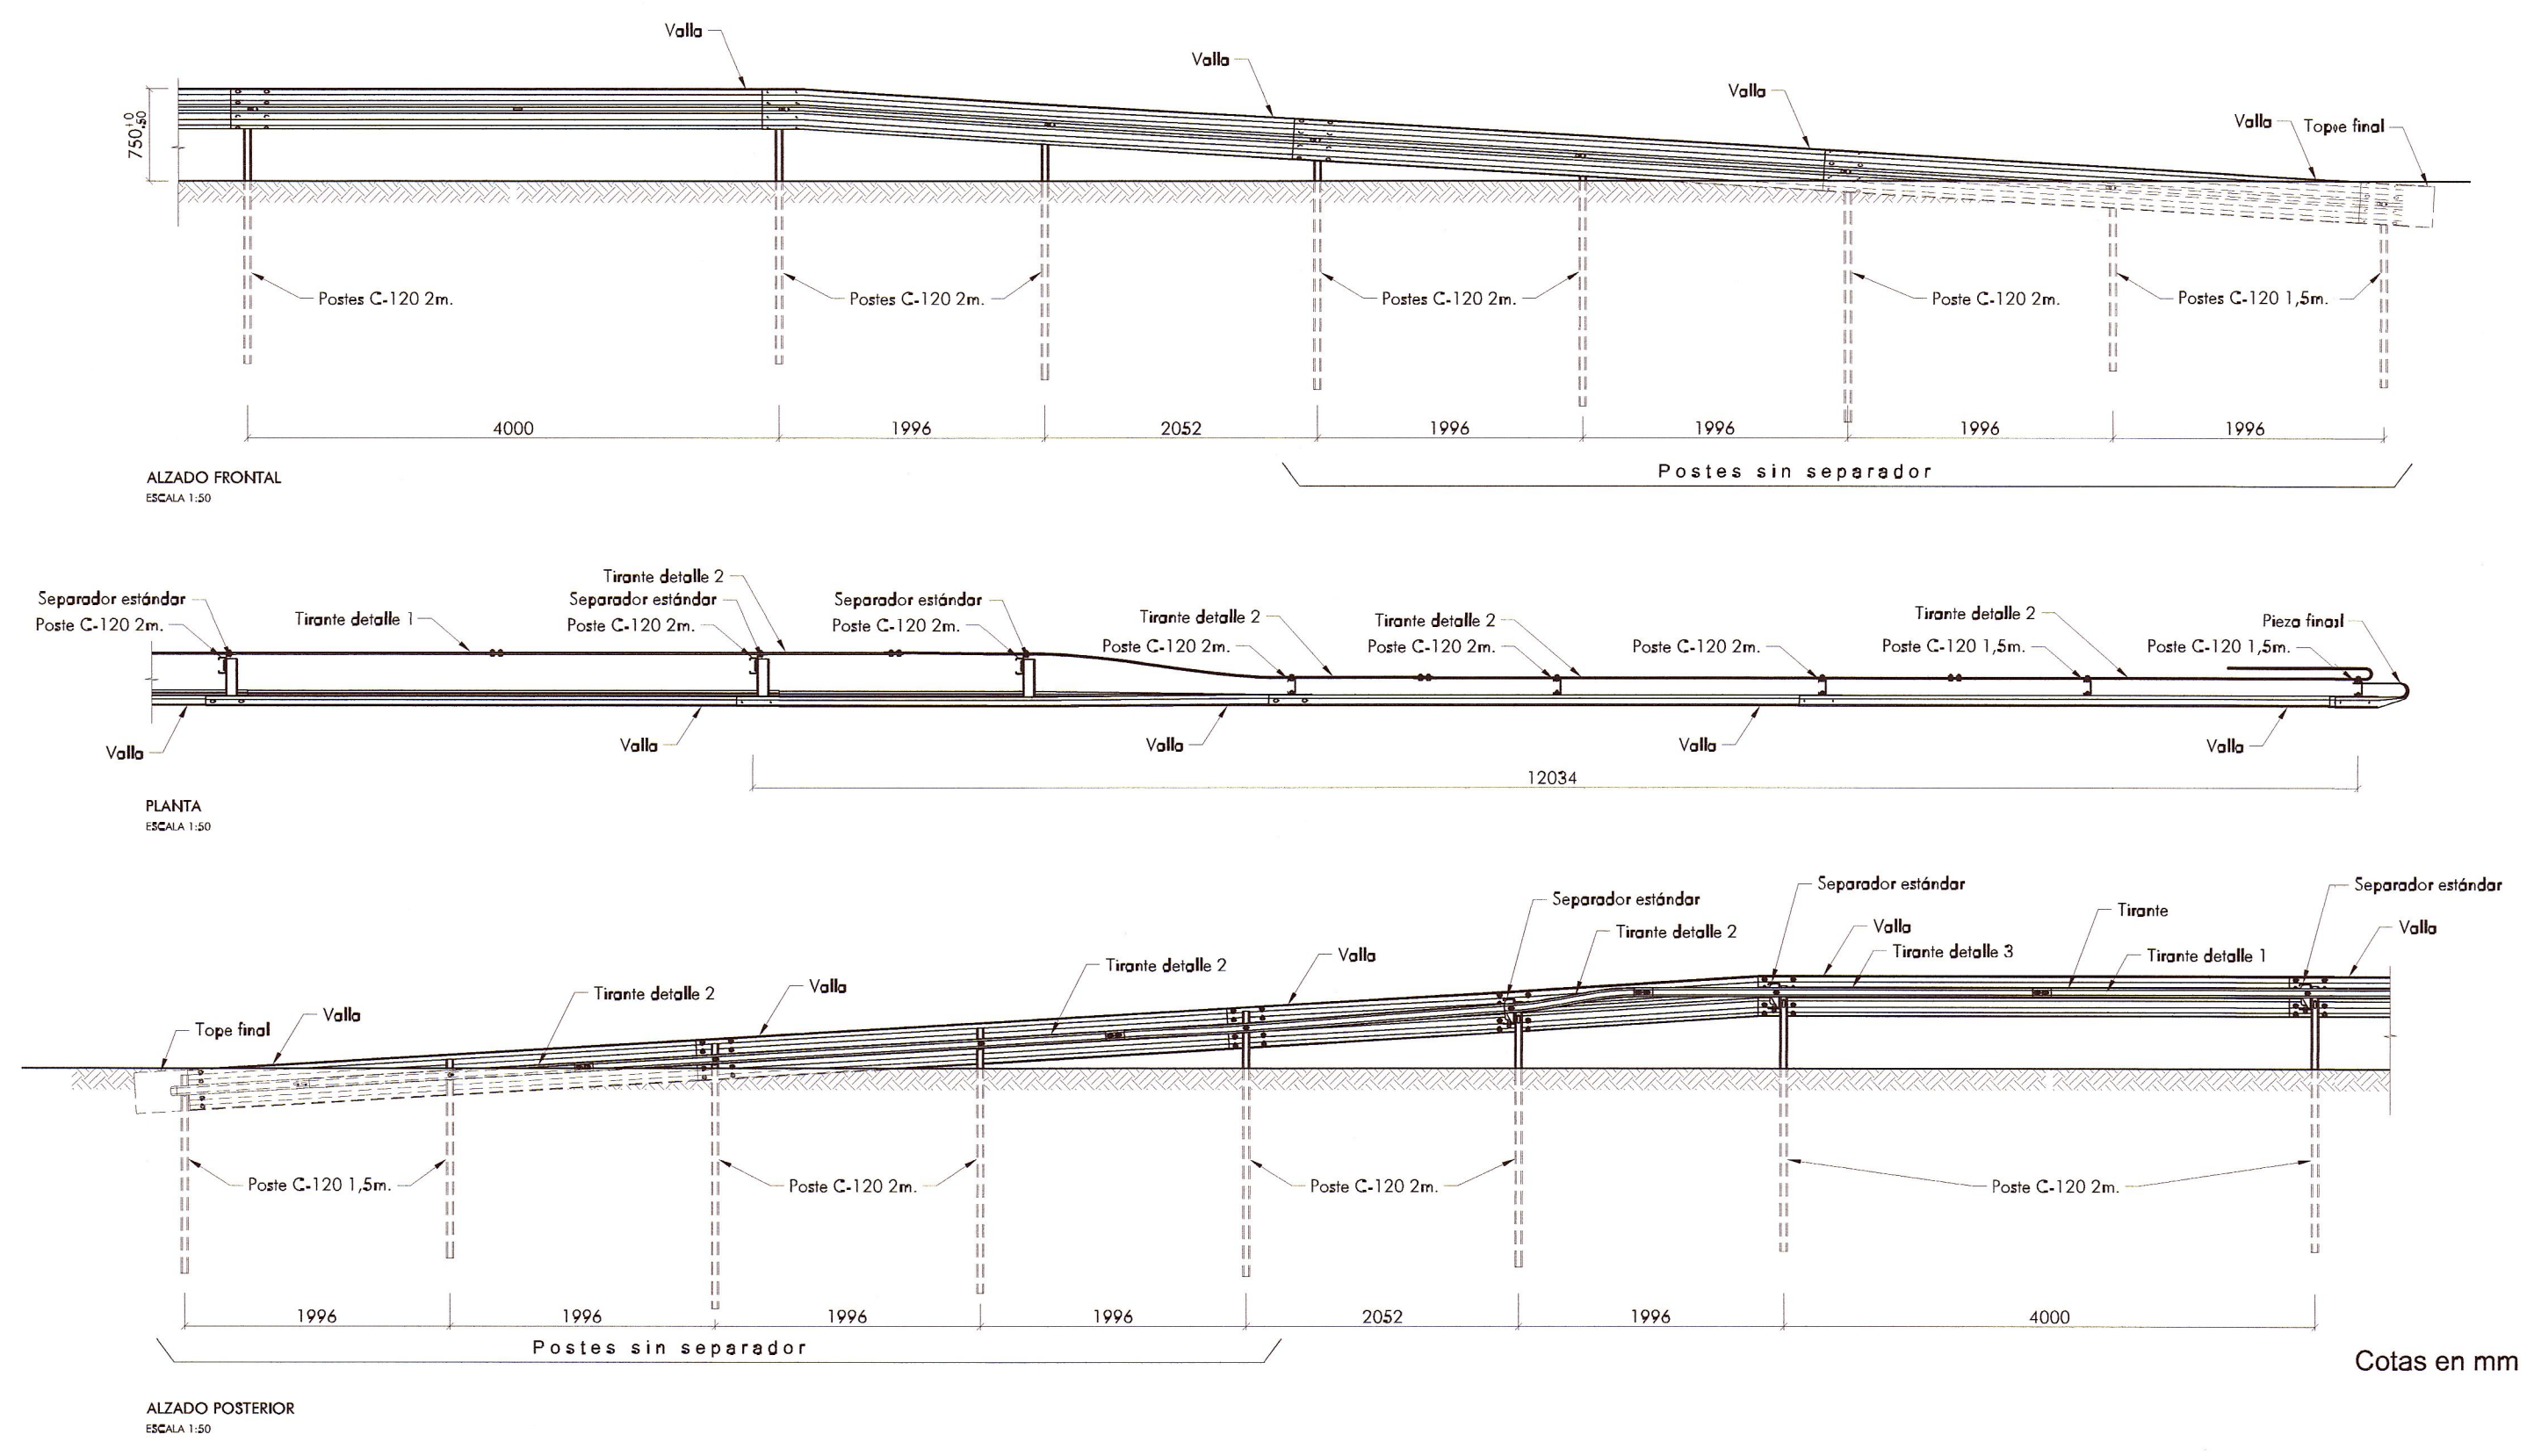 Valla
Valla
Valla
Valla
Tope final
750 +0 -50
Postes C-120 2m.
Postes C-120 2m.
Postes C-120 2m.
Poste C-120 2m.
Postes C-120 1,5m.
4000
1996
2052
1996
1996
1996
1996
Postes sin separador
ALZADO FRONTAL
ESCALA 1:50
Tirante detalle 2
Separador estándar
Separador estándar
Separador estándar
Poste C-120 2m.
Tirante detalle 1
Poste C-120 2m.
Poste C-120 2m.
Tirante detalle 2
Tirante detalle 2
Tirante detalle 2
Pieza final
Poste C-120 2m.
Poste C-120 2m.
Poste C-120 2m.
Poste C-120 1,5m.
Poste C-120 1,5m.
Valla
Valla
Valla
Valla
Valla
12034
PLANTA
ESCALA 1:50
Separador estándar
Separador estándar
Separador estándar
Tirante
Valla
Valla
Tirante detalle 2
Tirante detalle 3
Tirante detalle 1
Valla
Tirante detalle 2
Valla
Tirante detalle 2
Valla
Tope final
Poste C-120 1,5m.
Poste C-120 2m.
Poste C-120 2m.
Poste C-120 2m.
1996
1996
1996
1996
2052
1996
4000
Postes sin separador
Cotas en mm
ALZADO POSTERIOR
ESCALA 1:50